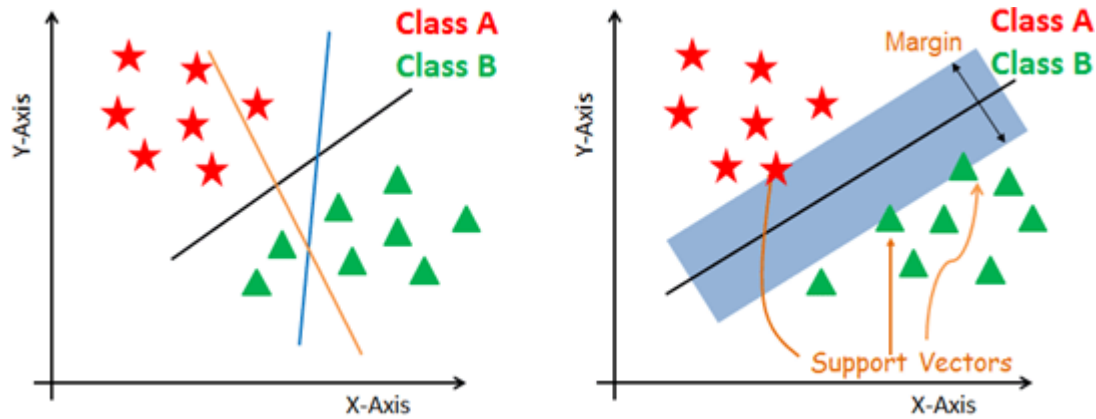 Class A
Class B
Y-Axis
X-Axis
Class A
Margin
Class B
Y-Axis
Support Vectors
X-Axis